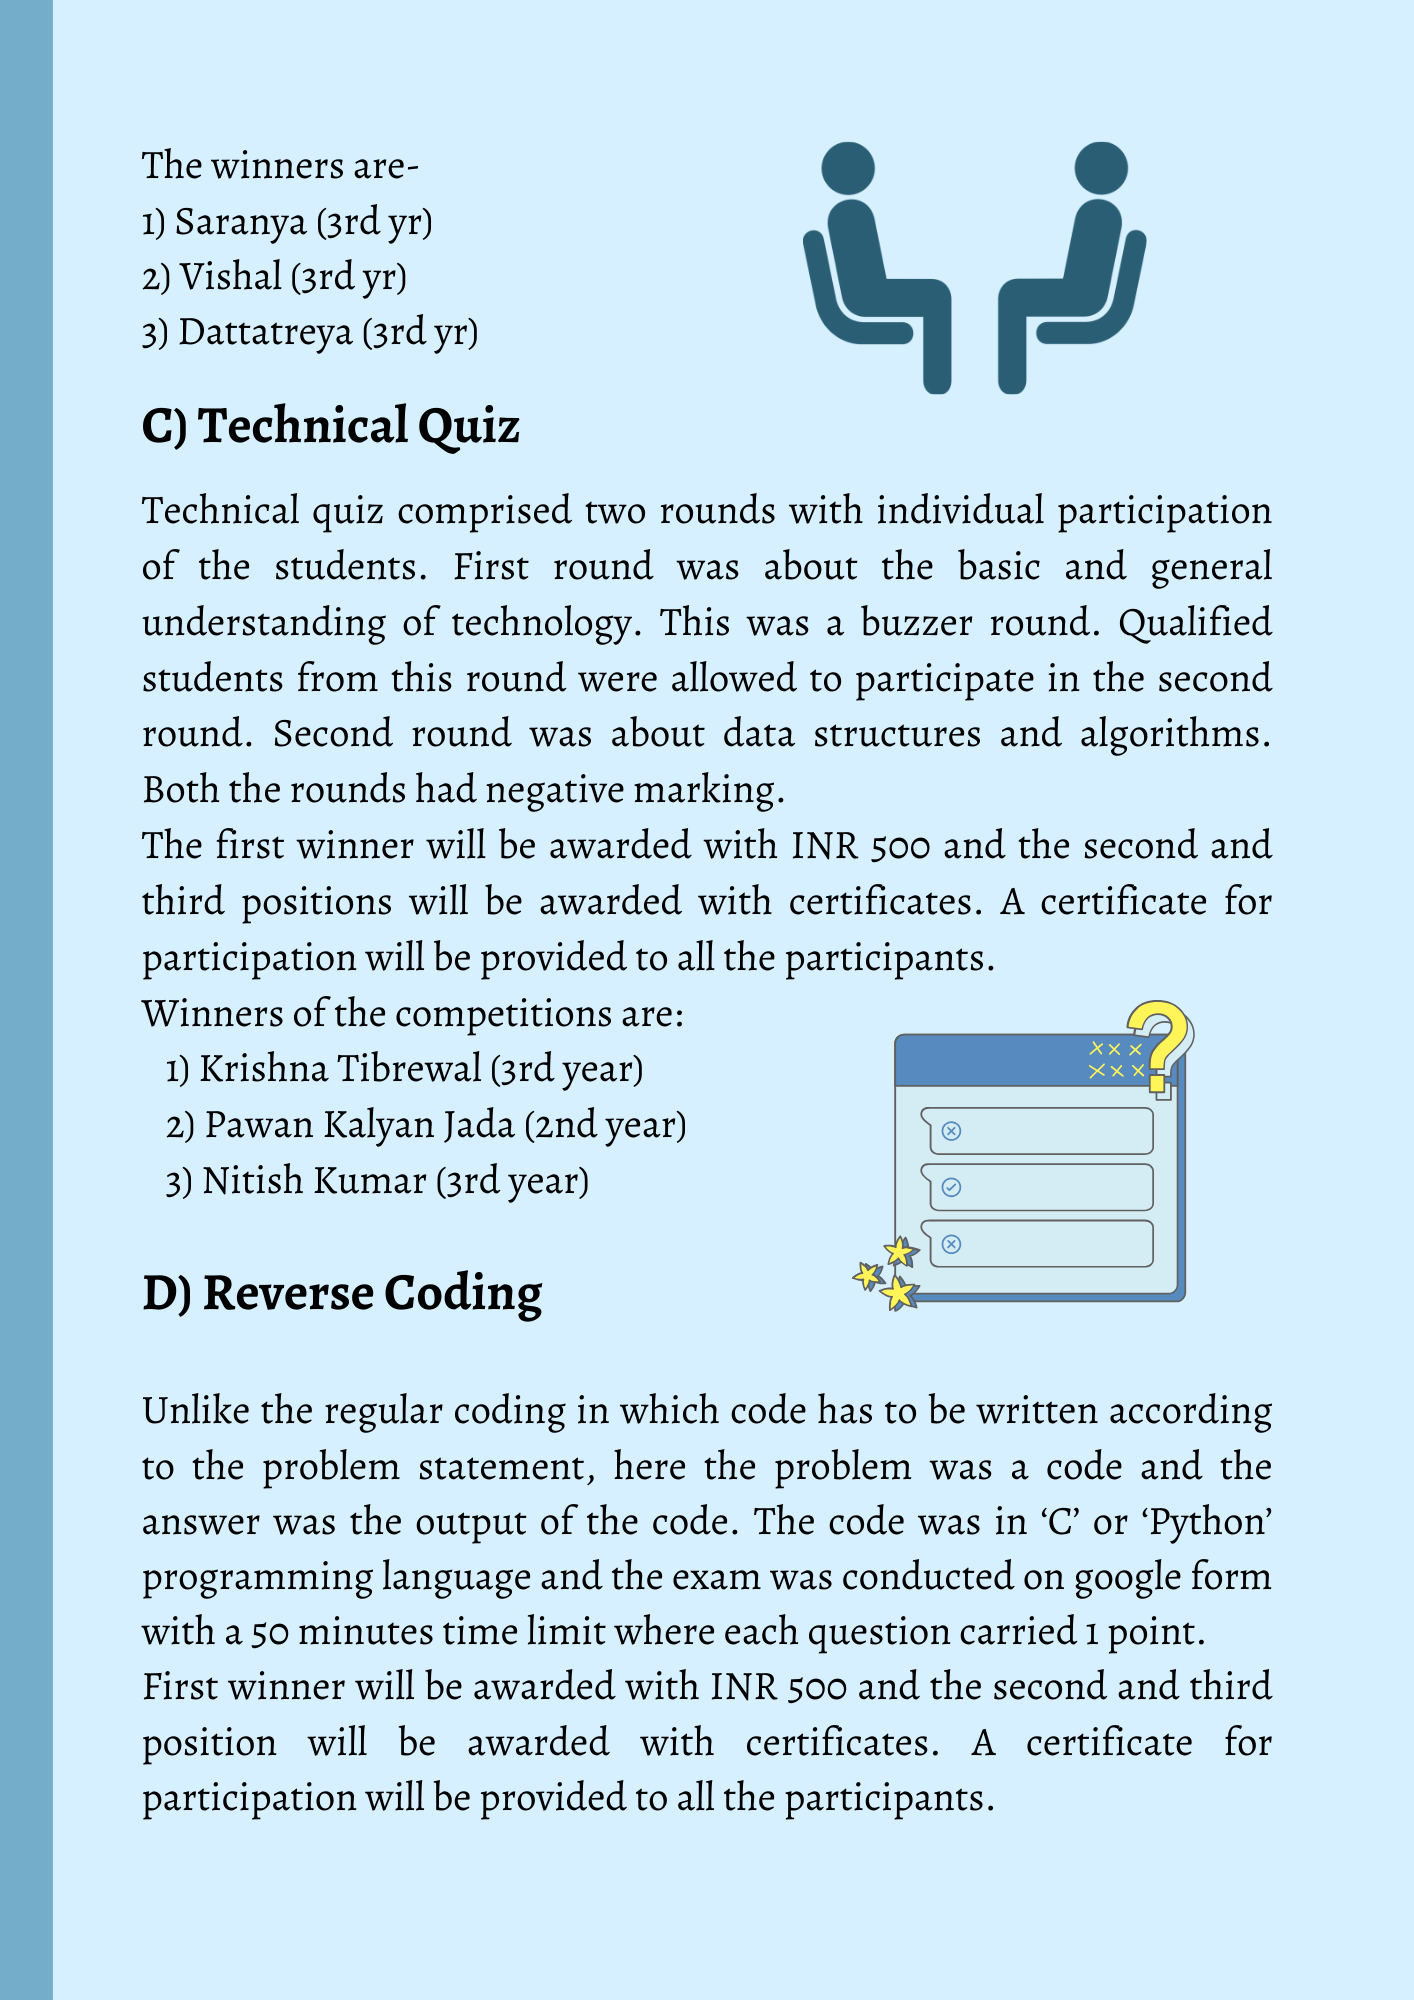 The winners are-
1) Saranya (3rd yr)
2) Vishal (3rd yr)
3) Dattatreya (3rd yr)
C) Technical Quiz
Technical quiz comprised two rounds with individual participation
of the students. First round was about the basic and general
understanding of technology. This was a buzzer round. Qualified
students from this round were allowed to participate in the second
round. Second round was about data structures and algorithms.
Both the rounds had negative marking.
The first winner will be awarded with INR 500 and the second and
third positions will be awarded with certificates. A certificate for
participation will be provided to all the participants.
Winners of the competitions are:
1) Krishna Tibrewal (3rd year)
2) Pawan Kalyan Jada (2nd year)
3) Nitish Kumar (3rd year)
D) Reverse Coding
Unlike the regular coding in which code has to be written according
to the problem statement, here the problem was a code and the
answer was the output of the code. The code was in ‘C’ or ‘Python’
programming language and the exam was conducted on google form
with a 50 minutes time limit where each question carried 1 point.
First winner will be awarded with INR 500 and the second and third
position will be awarded with certificates. A certificate for
participation will be provided to all the participants.